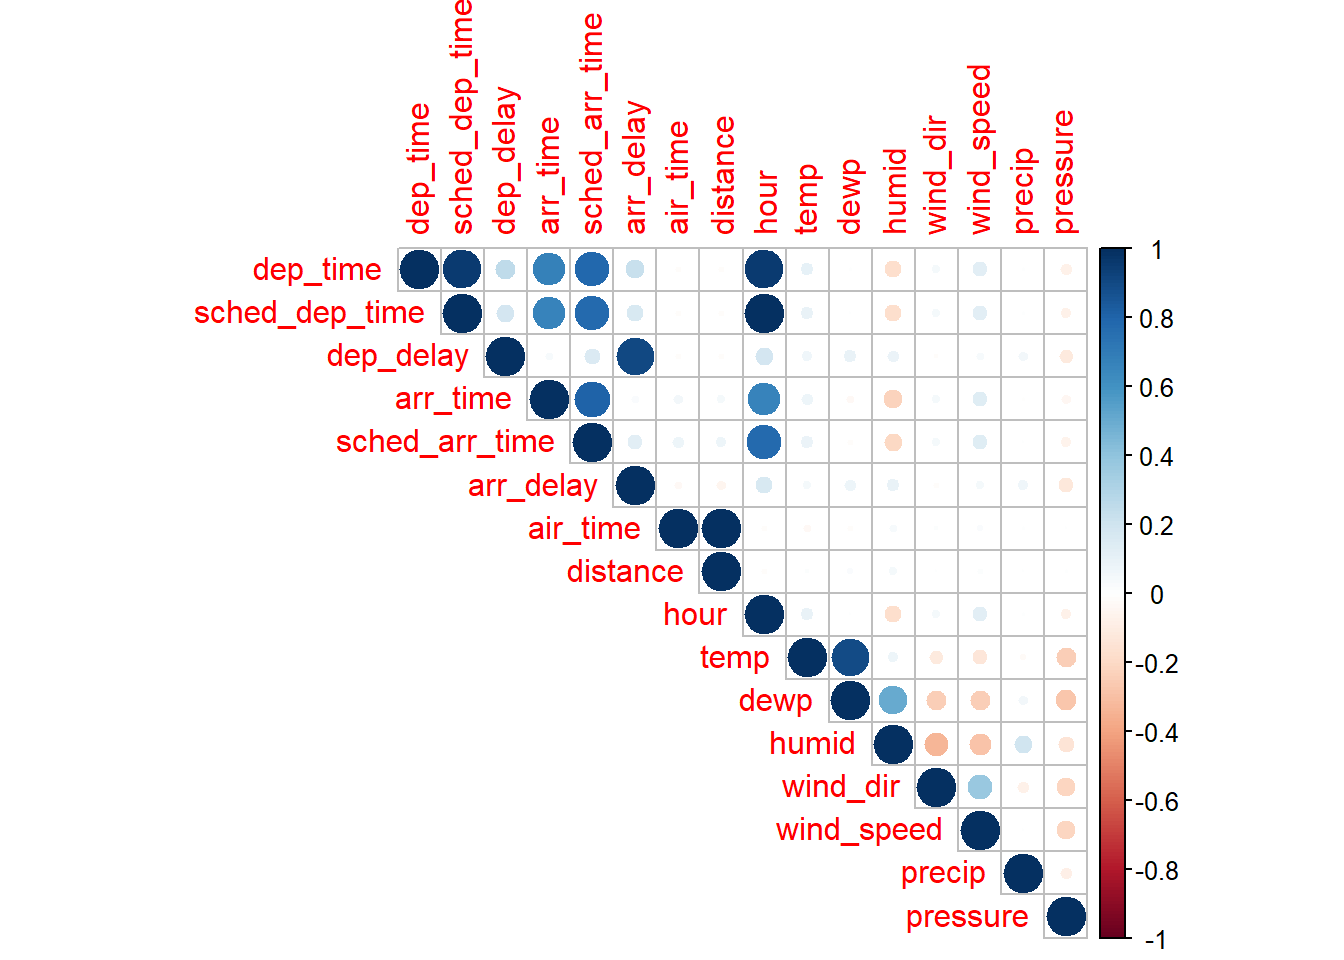 dep_time
sched_dep_time
dep_delay
arr_time
sched_arr_time
arr_delay
air_time
distance
hour
temp
dewp
humid
wind_dir
wind_speed
precip
pressure
dep_time
sched_dep_time
dep_delay
arr_time
sched_arr_time
arr_delay
air_time
distance
hour
temp
dewp
humid
wind_dir
wind_speed
precip
pressure
1
0.8
0.6
0.4
0.2
0
-0.2
-0.4
-0.6
-0.8
-1